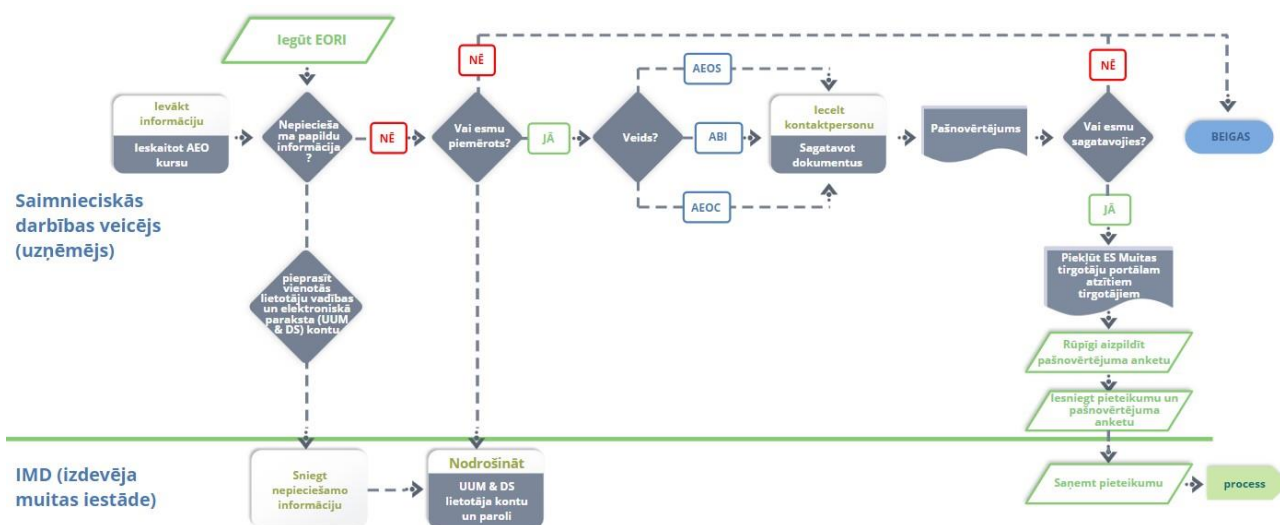 Iegūt EORI
NĒ
NĒ
AEOS
Ievākt
informāciju
Ieskaitot AEO
kursu
Nepiecieša
ma papildu
informācija
?
NĒ
Vai esmu
piemērots?
JĀ
Veids?
ABI
Iecelt
kontaktpersonu
Sagatavot
dokumentus
Pašnovērtējums
Vai esmu
sagatavojies?
BEIGAS
AEOC
JĀ
Saimnieciskās
darbības veicējs
(uzņēmējs)
pieprasīt
vienotās
lietotāju vadības
un elektroniskā
paraksta (UUM
& DS) kontu
Piekļūt ES Muitas
tirgotāju portālam
atzītiem
tirgotājiem
Rūpīgi aizpildīt
pašnovērtējuma anketu
Iesniegt pieteikumu un
pašnovērtējuma
anketu
IMD (izdevēja
muitas iestāde)
Sniegt
nepieciešamo
informāciju
Nodrošināt
UUM & DS
lietotāja kontu
un paroli
Saņemt pieteikumu
process